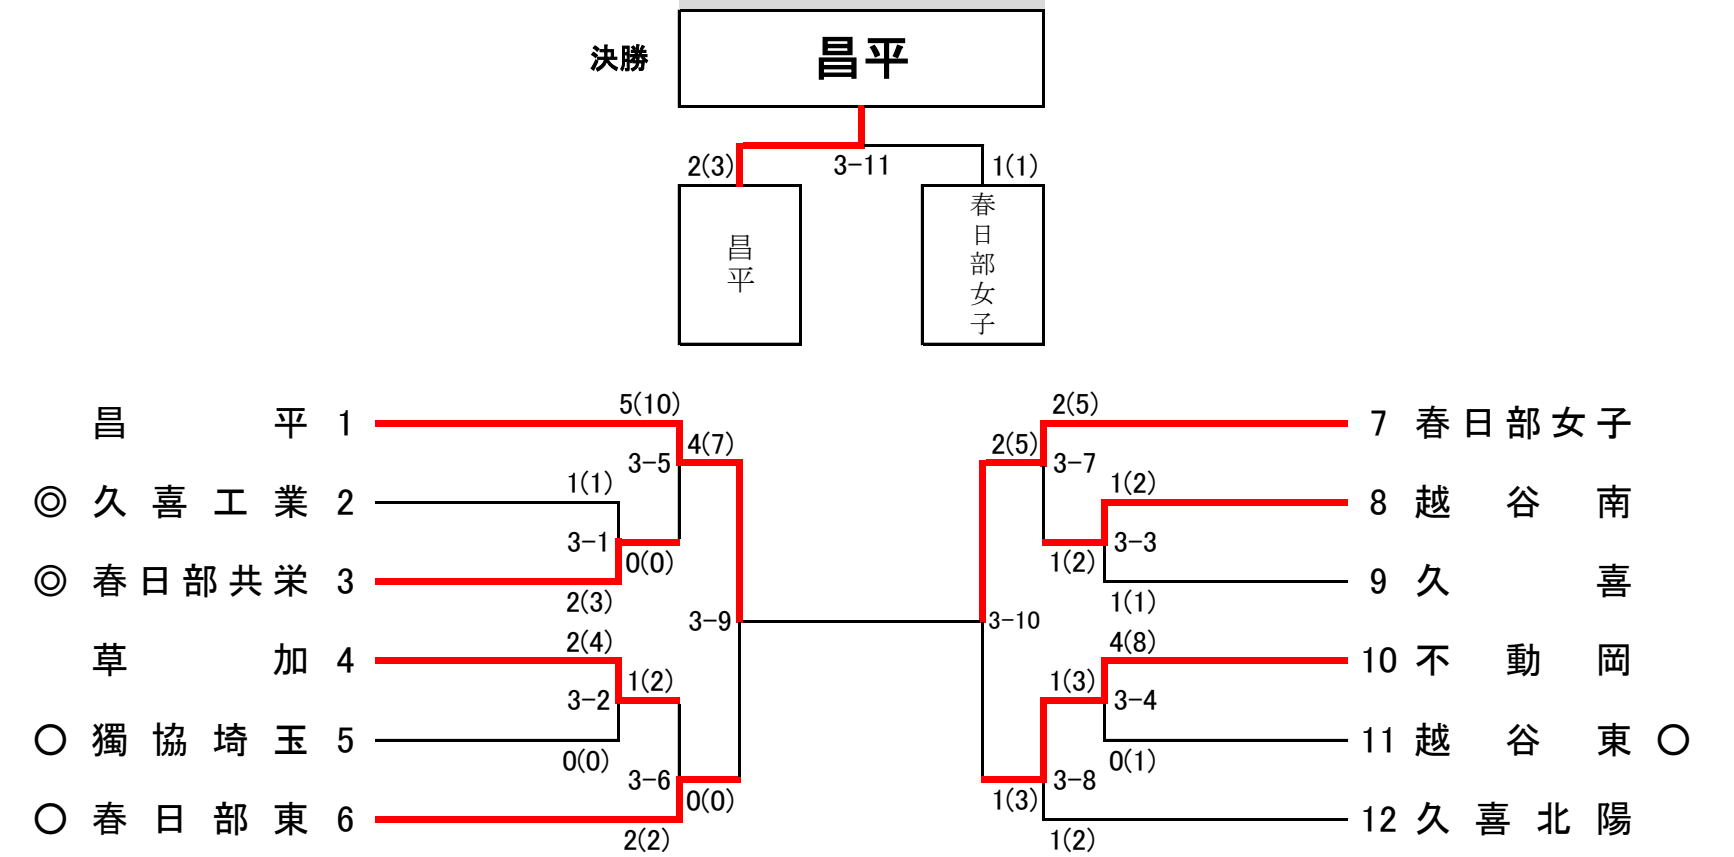 決勝 昌平
2(3) 3-11 1(1)
昌平
春日部女子
昌平 1 5(10)
4(7)
3-5
◎ 久喜工業 2 1(1)
3-1
0(0)
◎ 春日部共栄 3 2(3)
3-9
草加 4 2(4)
1(2)
3-2
○ 獨協埼玉 5 0(0)
3-6
0(0)
○ 春日部東 6 2(2)
2(5) 7 春日部女子
2(5)
3-7
1(2) 8 越谷南
3-3
1(2)
1(1) 9 久喜
3-10
4(8) 10 不動岡
1(3)
3-4
0(1) 11 越谷東 ○
3-8
1(3)
1(2) 12 久喜北陽